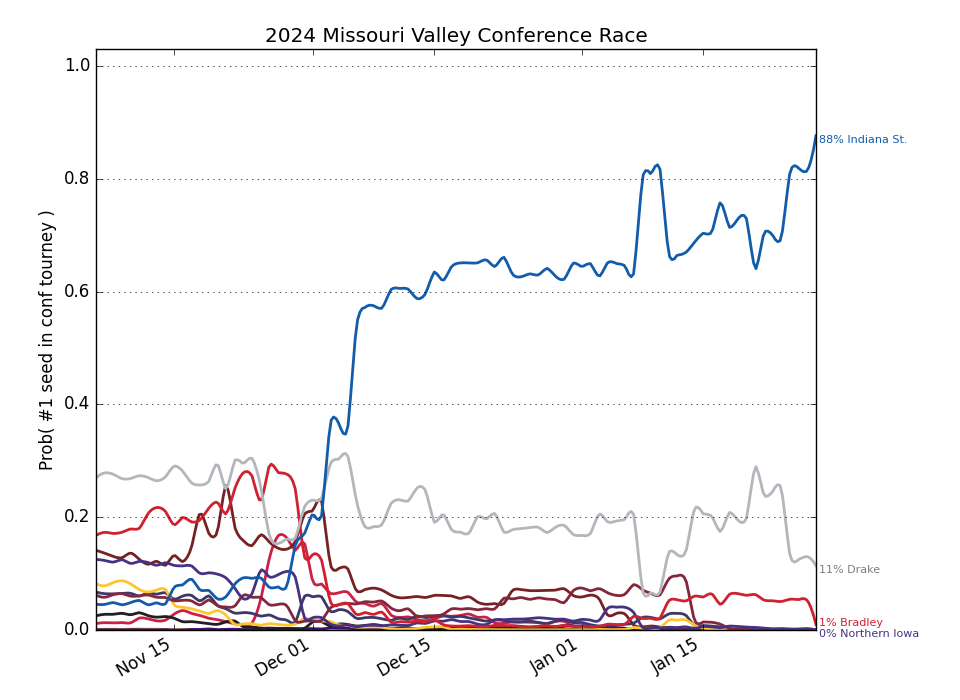 2024 Missouri Valley Conference Race
1.0
0.8
0.6
0.4
0.2
0.0
Prob( #1 seed in conf tourney )
88% Indiana St.
11% Drake
1% Bradley
0% Northern Iowa
Nov 15
Dec 01
Dec 15
Jan 01
Jan 15